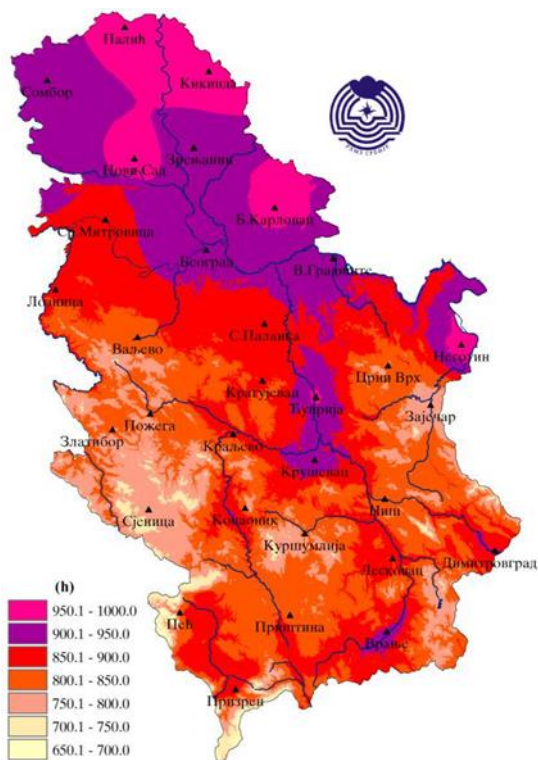 Палић
Кикинда
Сомбор
Нови Сад
Зрењанин
Б.Карловац
Ср.Митровица
Београд
В.Градиште
Лозница
С.Паланка
Ваљево
Неготин
Црни Врх
Крагујевац
Ћуприја
Зајечар
Пожега
Златибор
Краљево
Крушевац
Сјеница
Копаоник
Ниш
Куршумлија
Димитровград
Лесковац
(h)
950.1 - 1000.0
900.1 - 950.0
850.1 - 900.0
800.1 - 850.0
750.1 - 800.0
700.1 - 750.0
650.1 - 700.0
Пећ
Приштина
Врање
Призрен